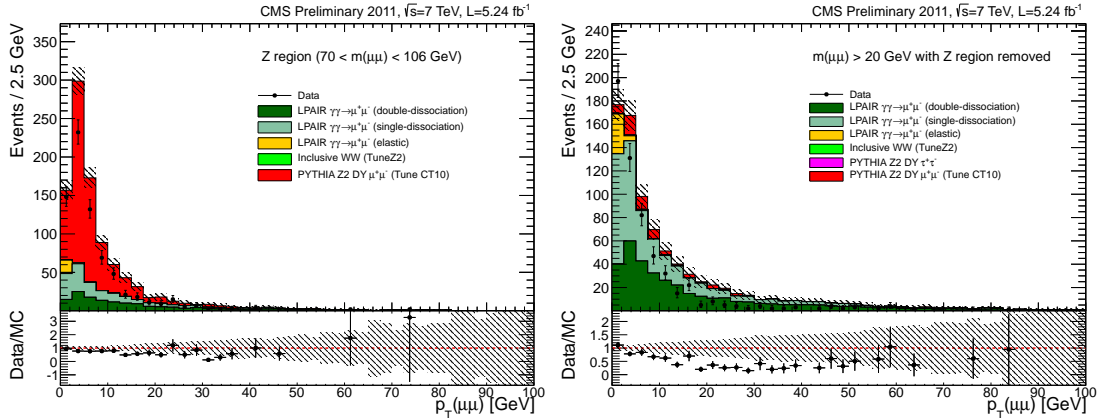 CMS Preliminary 2011, √s=7 TeV, L=5.24 fb⁻¹
Events / 2.5 GeV
350
300
250
200
150
100
50
Z region (70 < m(μμ) < 106 GeV)
Data
LPAIR γγ→μ⁺μ⁻ (double-dissociation)
LPAIR γγ→μ⁺μ⁻ (single-dissociation)
LPAIR γγ→μ⁺μ⁻ (elastic)
Inclusive WW (TuneZ2)
PYTHIA Z2 DY μ⁺μ⁻ (Tune CT10)
Data/MC
3
2
1
0
-1
0 10 20 30 40 50 60 70 80 90 100
p_T(μμ) [GeV]
CMS Preliminary 2011, √s=7 TeV, L=5.24 fb⁻¹
Events / 2.5 GeV
240
220
200
180
160
140
120
100
80
60
40
20
m(μμ) > 20 GeV with Z region removed
Data
LPAIR γγ→μ⁺μ⁻ (double-dissociation)
LPAIR γγ→μ⁺μ⁻ (single-dissociation)
LPAIR γγ→μ⁺μ⁻ (elastic)
Inclusive WW (TuneZ2)
PYTHIA Z2 DY τ⁺τ⁻
PYTHIA Z2 DY μ⁺μ⁻ (Tune CT10)
Data/MC
2
1.5
1
0.5
0
0 10 20 30 40 50 60 70 80 90 100
p_T(μμ) [GeV]